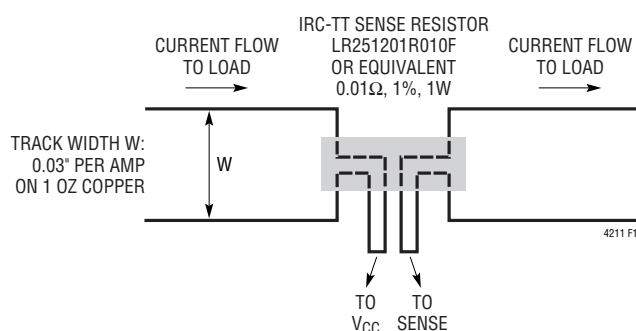 IRC-TT SENSE RESISTOR
LR251201R010F
OR EQUIVALENT
0.01Ω, 1%, 1W
CURRENT FLOW
TO LOAD
CURRENT FLOW
TO LOAD
TRACK WIDTH W:
0.03" PER AMP
ON 1 OZ COPPER
W
4211 F1
TO
VCC
TO
SENSE